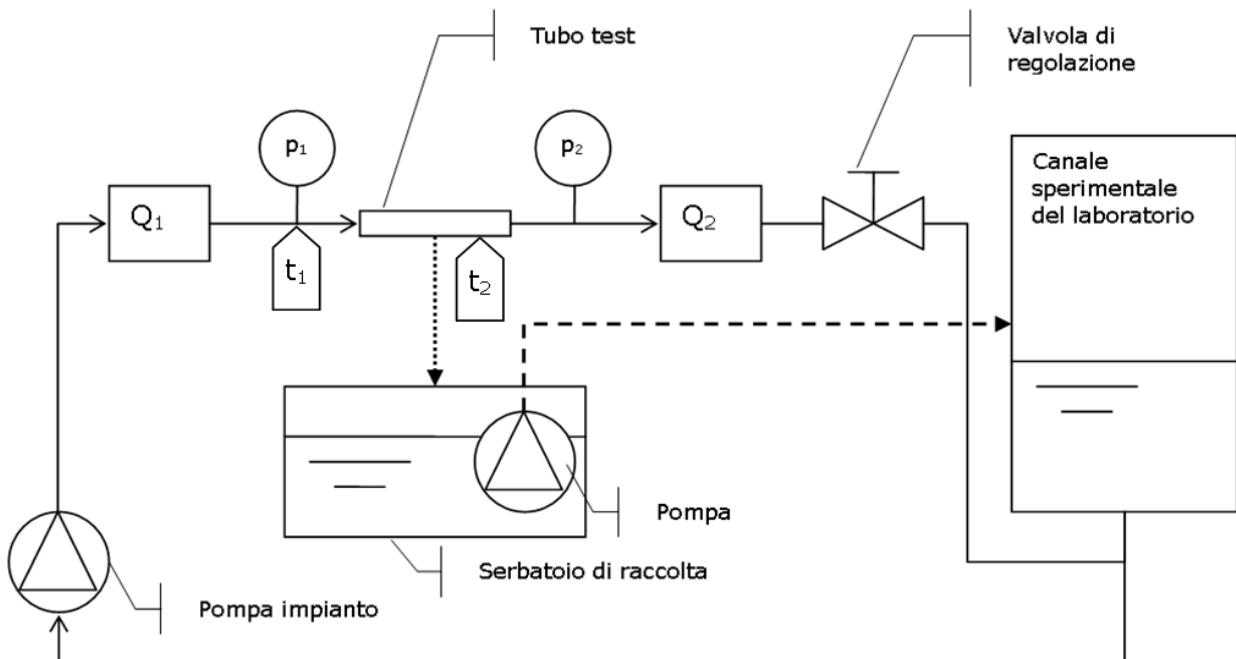 Tubo test
Valvola di
regolazione
p₁
p₂
Canale
sperimentale
del laboratorio
Q₁
Q₂
t₁
t₂
Pompa
Serbatoio di raccolta
Pompa impianto